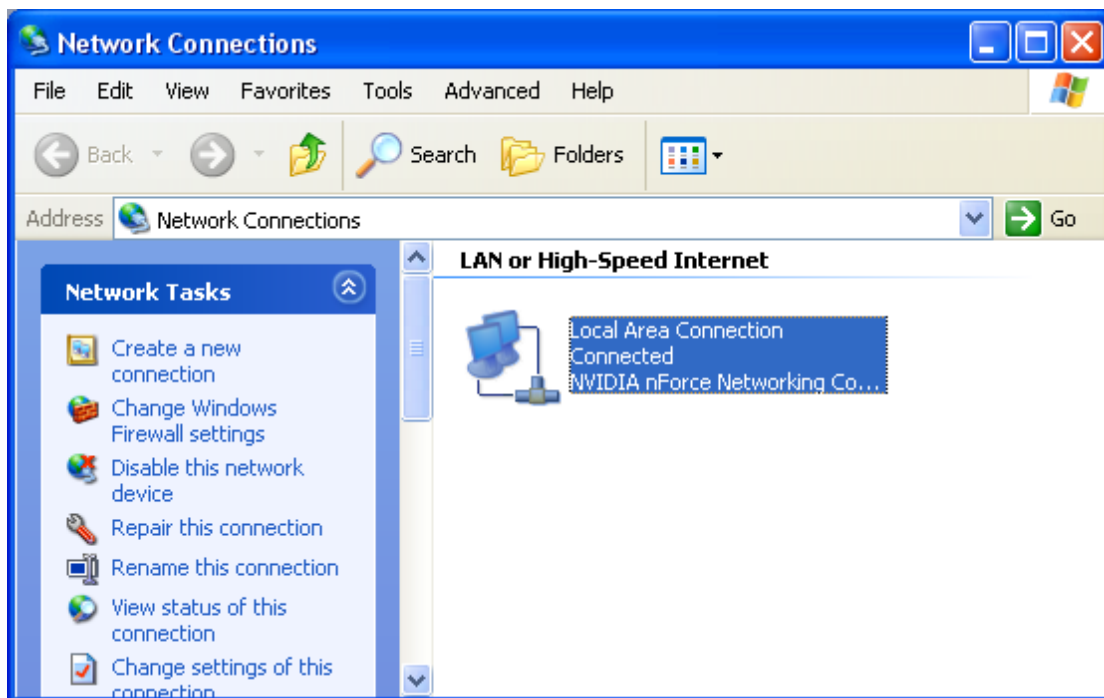 Network Connections
File Edit View Favorites Tools Advanced Help
Back Search Folders
Address Network Connections Go
Network Tasks
Create a new
connection
Change Windows
Firewall settings
Disable this network
device
Repair this connection
Rename this connection
View status of this
connection
Change settings of this
connection
LAN or High-Speed Internet
Local Area Connection
Connected
NVIDIA nForce Networking Co...